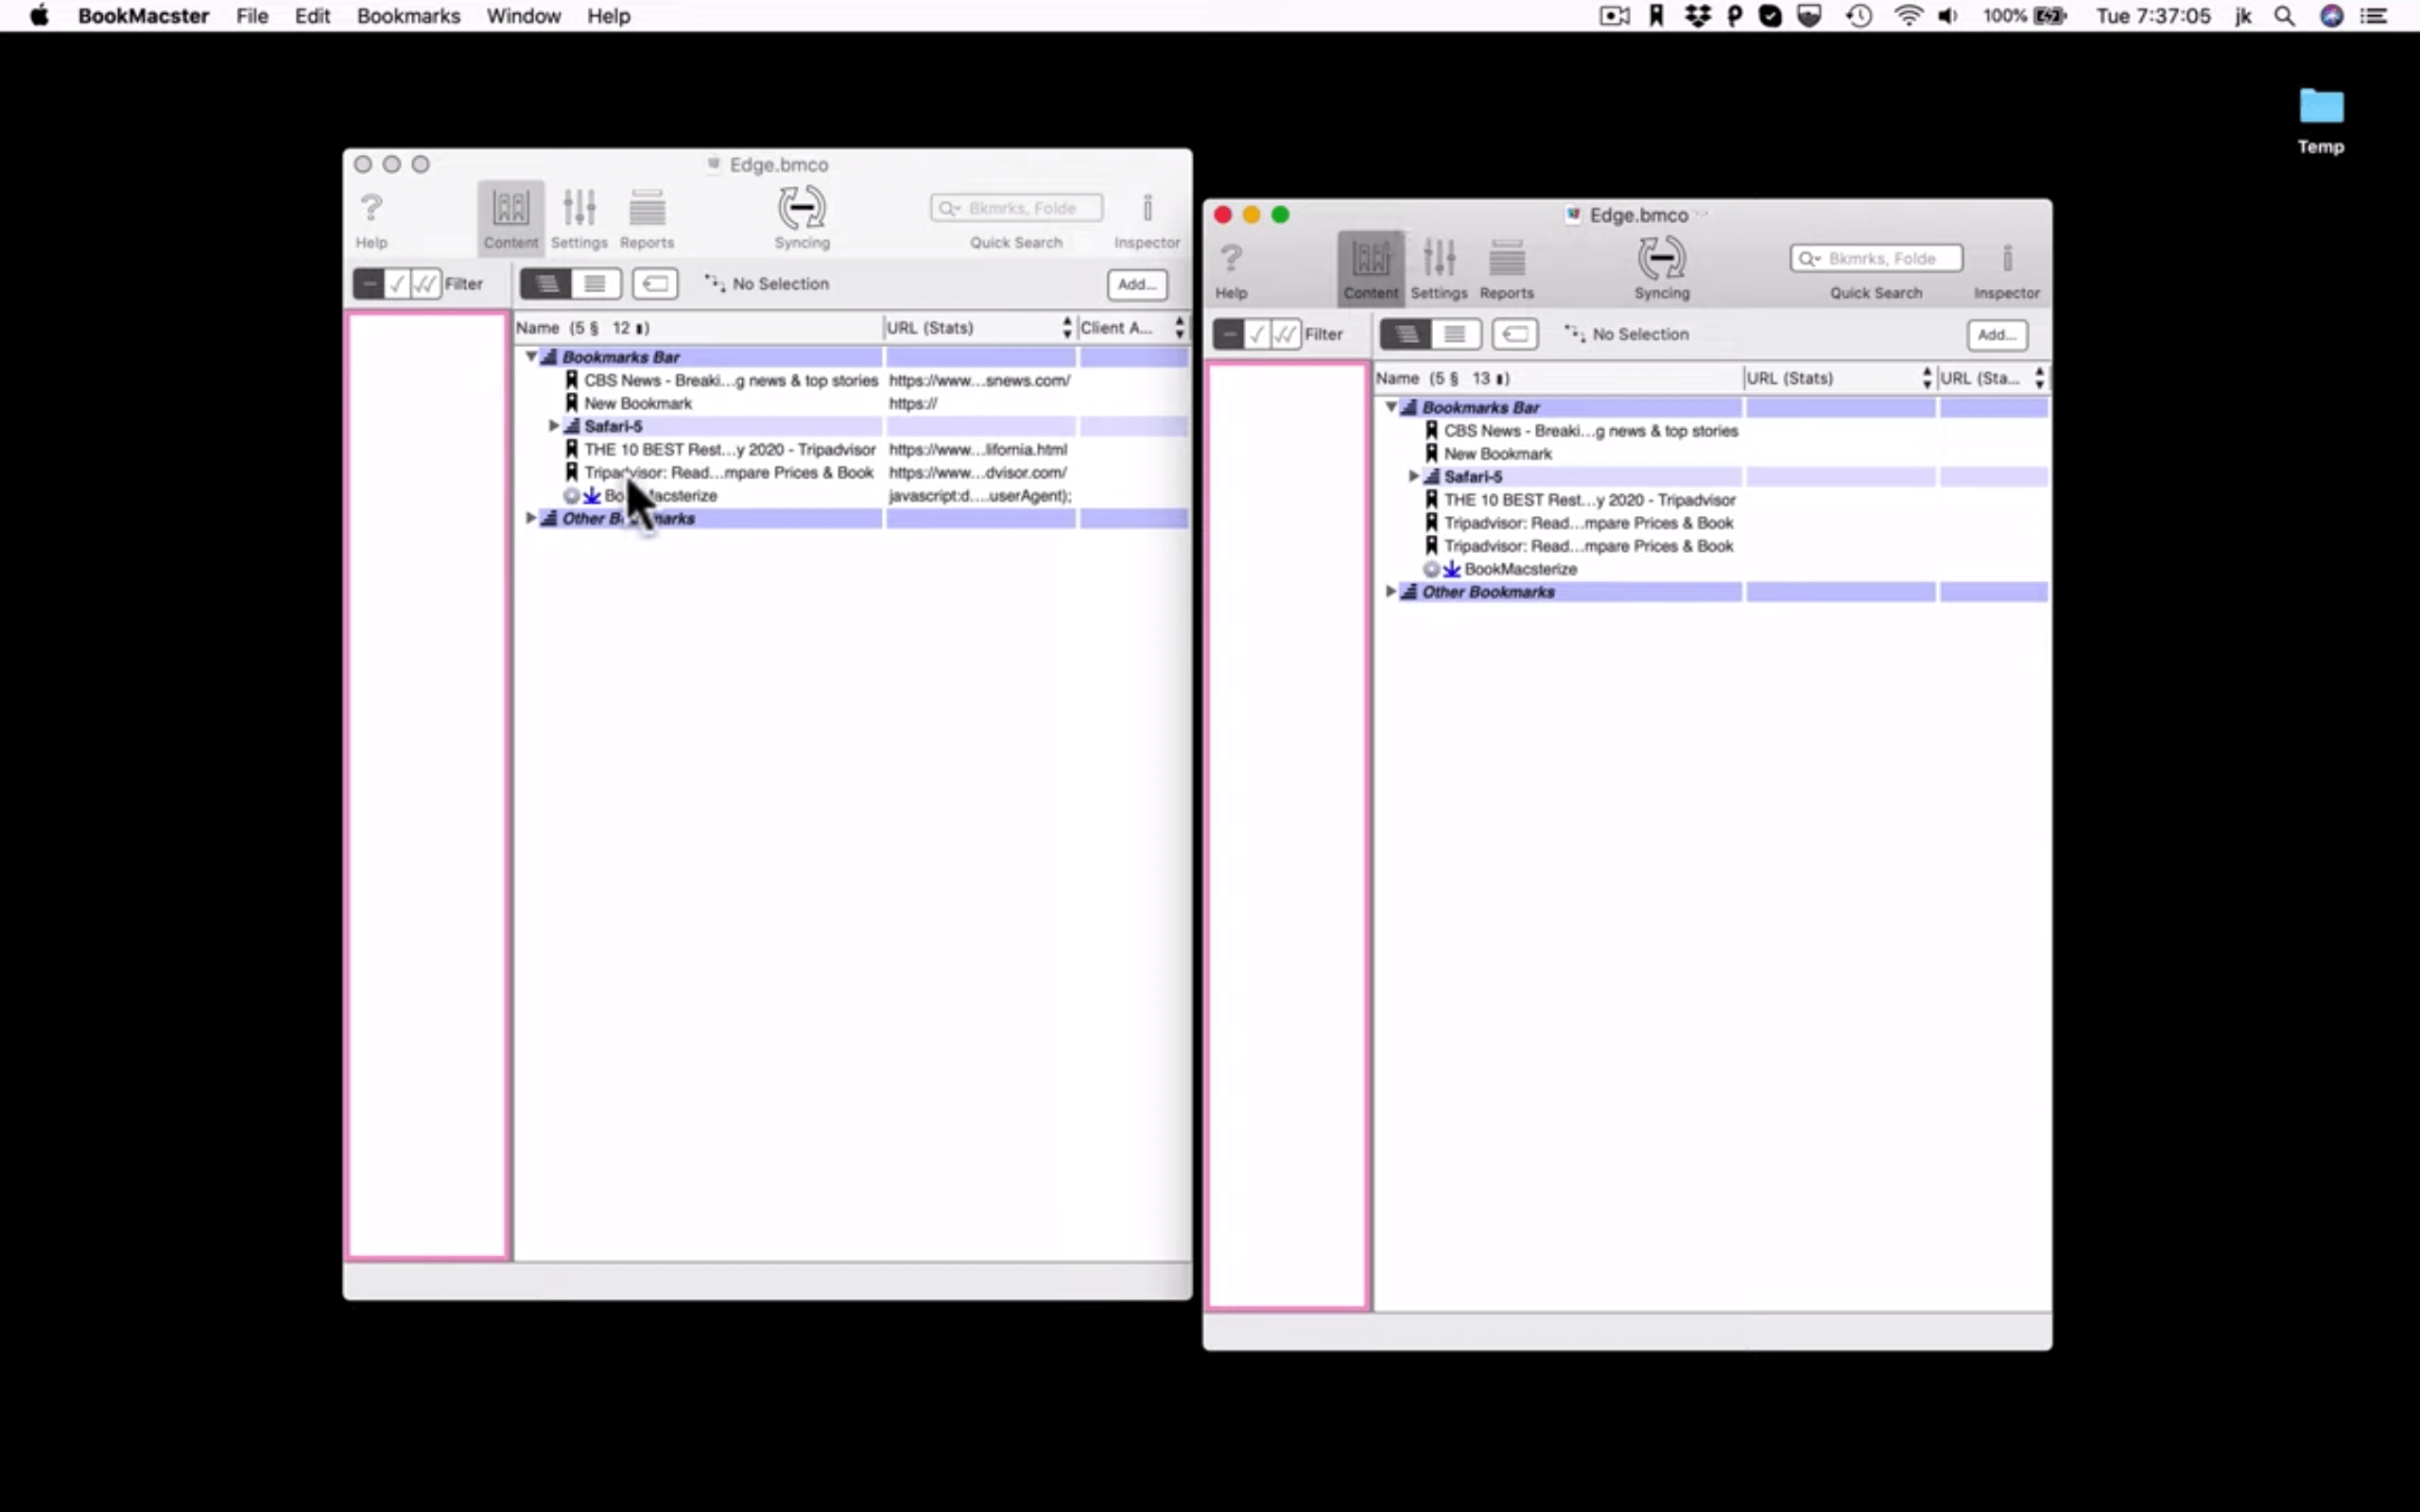 BookMacster File Edit Bookmarks Window Help 100% Tue 7:37:05 jk
Temp
Edge.bmco
Bkmrks, Folde
Help Content Settings Reports Syncing Quick Search Inspector
Filter No Selection Add...
Name (5 § 12 ▮) URL (Stats) Client A...
Bookmarks Bar
CBS News - Breaki...g news & top stories https://www...snews.com/
New Bookmark https://
Safari-5
THE 10 BEST Rest...y 2020 - Tripadvisor https://www...lifornia.html
Tripadvisor: Read...mpare Prices & Book https://www...dvisor.com/
javascript:d....userAgent);
Other
Edge.bmco
Bkmrks, Folde
Help Content Settings Reports Syncing Quick Search Inspector
Filter No Selection Add...
Name (5 § 13 ▮) URL (Stats) URL (Sta...
Bookmarks Bar
CBS News - Breaki...g news & top stories
New Bookmark
Safari-5
THE 10 BEST Rest...y 2020 - Tripadvisor
Tripadvisor: Read...mpare Prices & Book
Tripadvisor: Read...mpare Prices & Book
BookMacsterize
Other Bookmarks